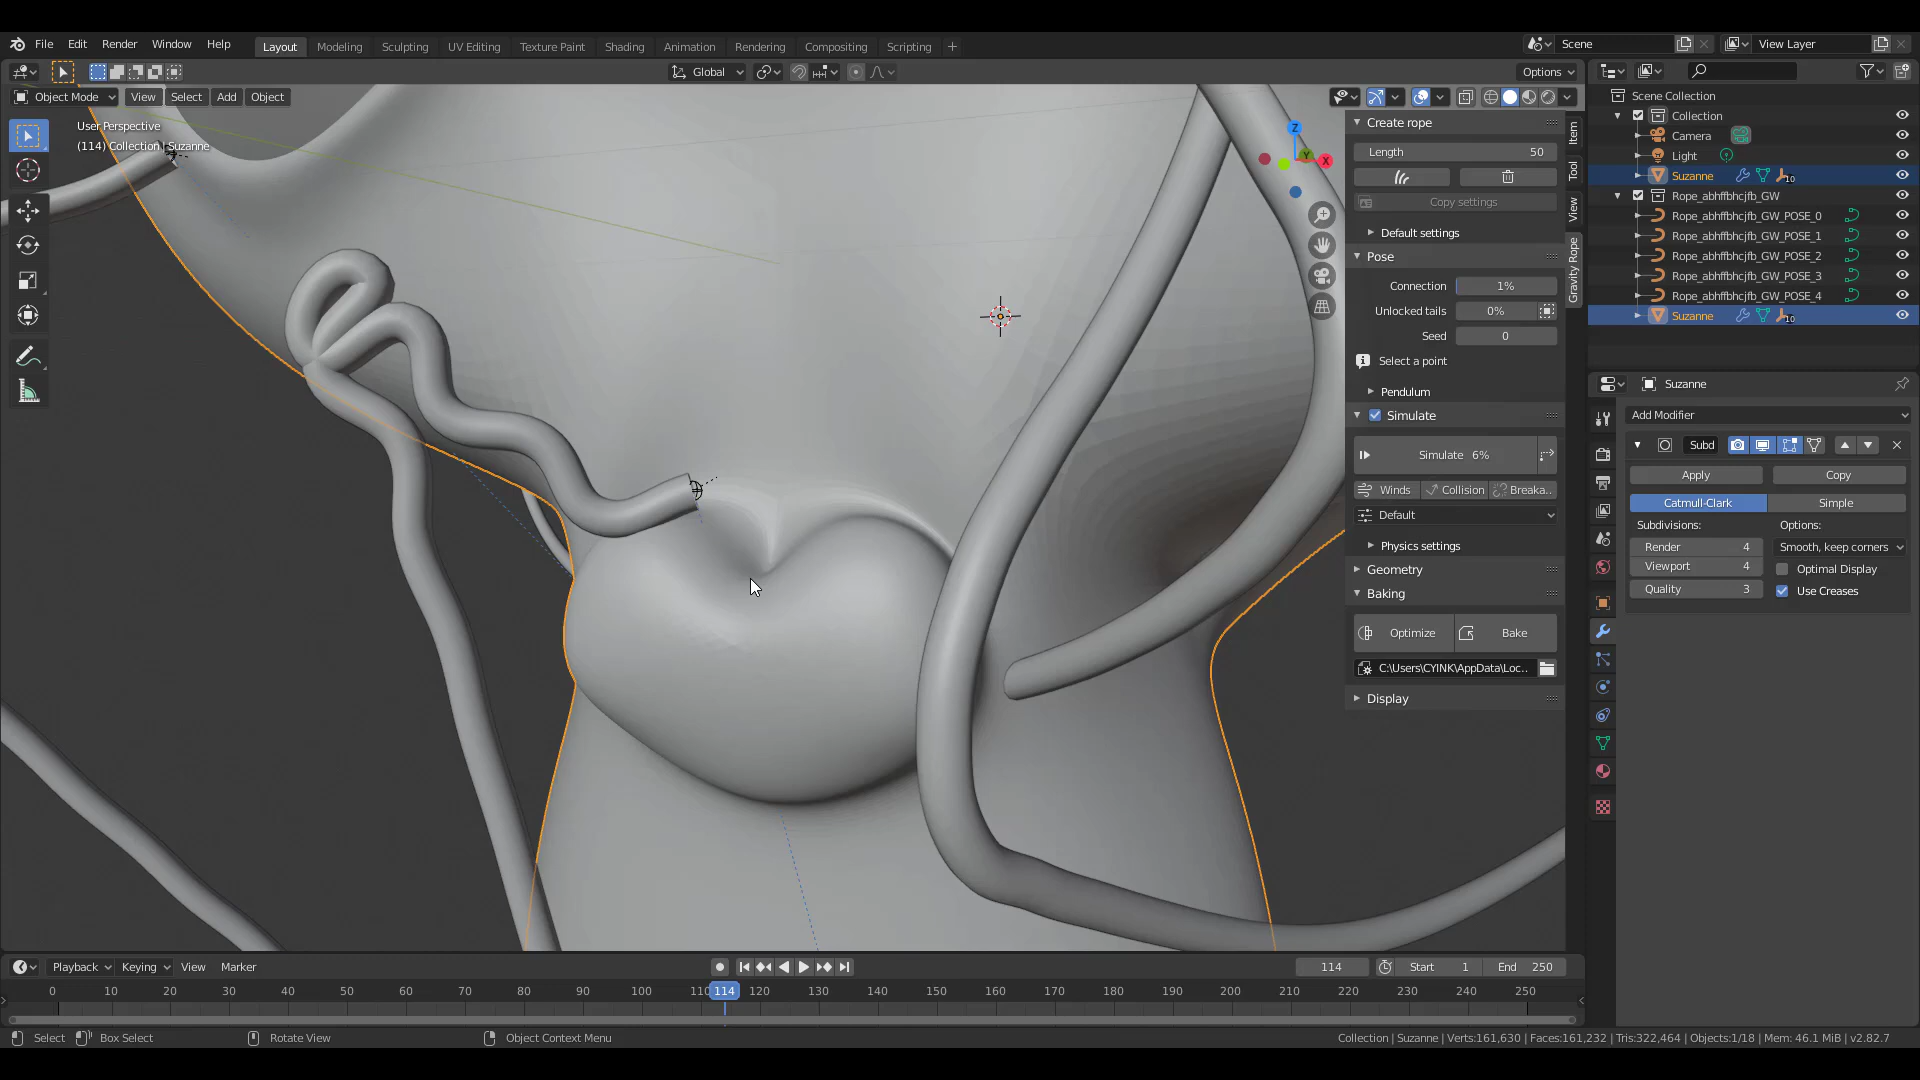 File Edit Render Window Help Layout Modeling Sculpting UV Editing Texture Paint Shading Animation Rendering Compositing Scripting + Scene View Layer
Global Options
Object Mode View Select Add Object
User Perspective
(114) Collection | Suzanne
Z
Y
X
Create rope
Length 50
Copy settings
Default settings
Pose
Connection 1%
Unlocked tails 0%
Seed 0
Select a point
Pendulum
Simulate
Simulate 6%
Winds Collision Breaka..
Default
Physics settings
Geometry
Baking
Optimize Bake
C:\Users\CYINK\AppData\Loc..
Display
Item
Tool
View
Gravity Rope
Scene Collection
Collection
Camera
Light
Suzanne 10
Rope_abhffbhcjfb_GW
Rope_abhffbhcjfb_GW_POSE_0
Rope_abhffbhcjfb_GW_POSE_1
Rope_abhffbhcjfb_GW_POSE_2
Rope_abhffbhcjfb_GW_POSE_3
Rope_abhffbhcjfb_GW_POSE_4
Suzanne 10
Suzanne
Add Modifier
Subd
Apply Copy
Catmull-Clark Simple
Subdivisions: Options:
Render 4 Smooth, keep corners
Viewport 4 Optimal Display
Quality 3 Use Creases
Playback Keying View Marker 114 Start 1 End 250
0 10 20 30 40 50 60 70 80 90 100 110 114 120 130 140 150 160 170 180 190 200 210 220 230 240 250
Select Box Select Rotate View Object Context Menu Collection | Suzanne | Verts:161,630 | Faces:161,232 | Tris:322,464 | Objects:1/18 | Mem: 46.1 MiB | v2.82.7